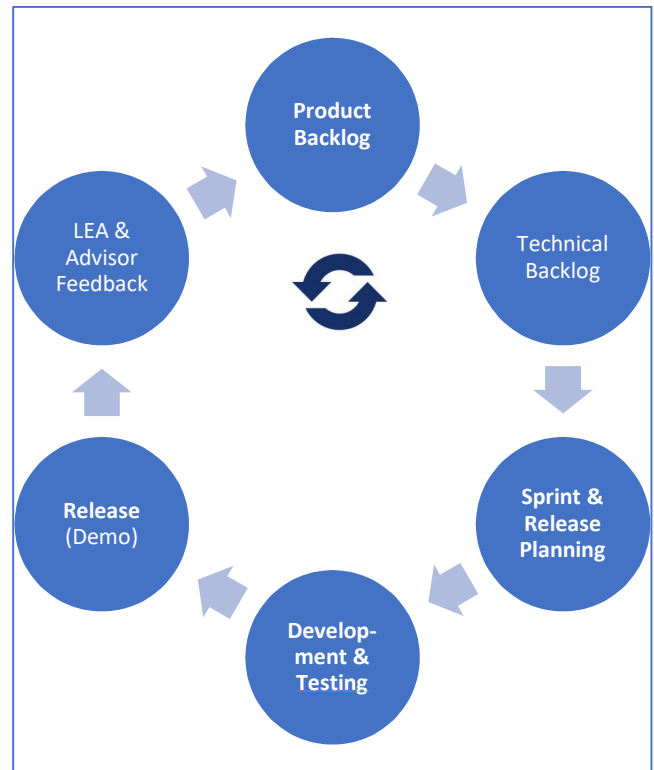 Product
Backlog
Technical
Backlog
Sprint &
Release
Planning
Develop-
ment &
Testing
Release
(Demo)
LEA &
Advisor
Feedback